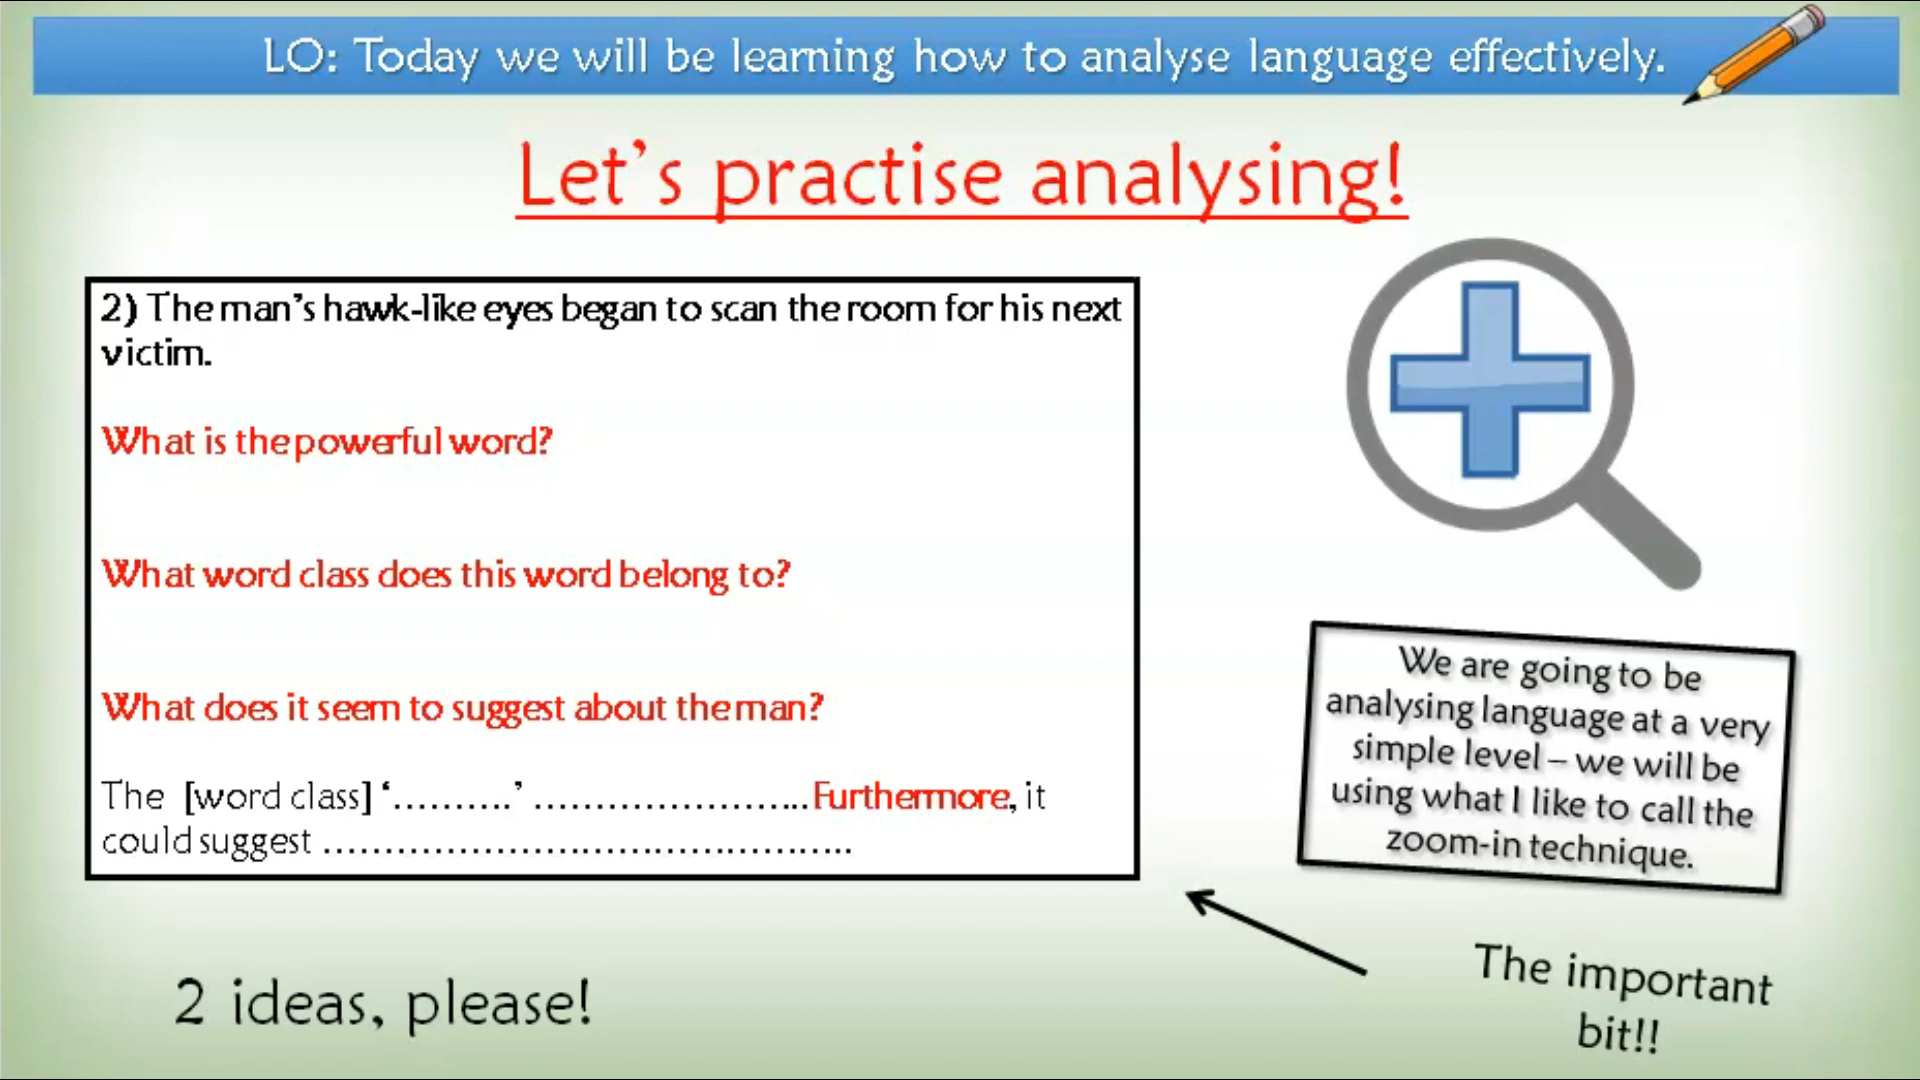 LO: Today we will be learning how to analyse language effectively.
Let's practise analysing!
2) The man's hawk-like eyes began to scan the room for his next
victim.
What is the powerful word?
What word class does this word belong to?
What does it seem to suggest about the man?
The [word class] ‘……….’ ………………………..Furthermore, it
could suggest ……………………………………………..
We are going to be
analysing language at a very
simple level – we will be
using what I like to call the
zoom-in technique.
2 ideas, please!
The important
bit!!